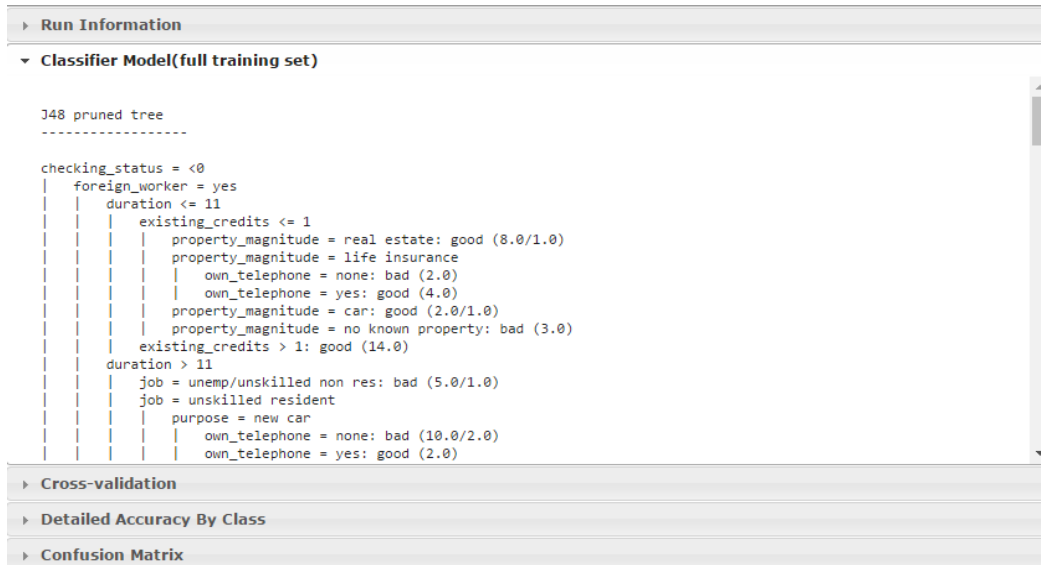 Run Information
Classifier Model(full training set)
J48 pruned tree
------------------
checking_status = <0
|   foreign_worker = yes
|   |   duration <= 11
|   |   |   existing_credits <= 1
|   |   |   |   property_magnitude = real estate: good (8.0/1.0)
|   |   |   |   property_magnitude = life insurance
|   |   |   |   |   own_telephone = none: bad (2.0)
|   |   |   |   |   own_telephone = yes: good (4.0)
|   |   |   |   property_magnitude = car: good (2.0/1.0)
|   |   |   |   property_magnitude = no known property: bad (3.0)
|   |   |   existing_credits > 1: good (14.0)
|   |   duration > 11
|   |   |   job = unemp/unskilled non res: bad (5.0/1.0)
|   |   |   job = unskilled resident
|   |   |   |   purpose = new car
|   |   |   |   |   own_telephone = none: bad (10.0/2.0)
|   |   |   |   |   own_telephone = yes: good (2.0)
Cross-validation
Detailed Accuracy By Class
Confusion Matrix